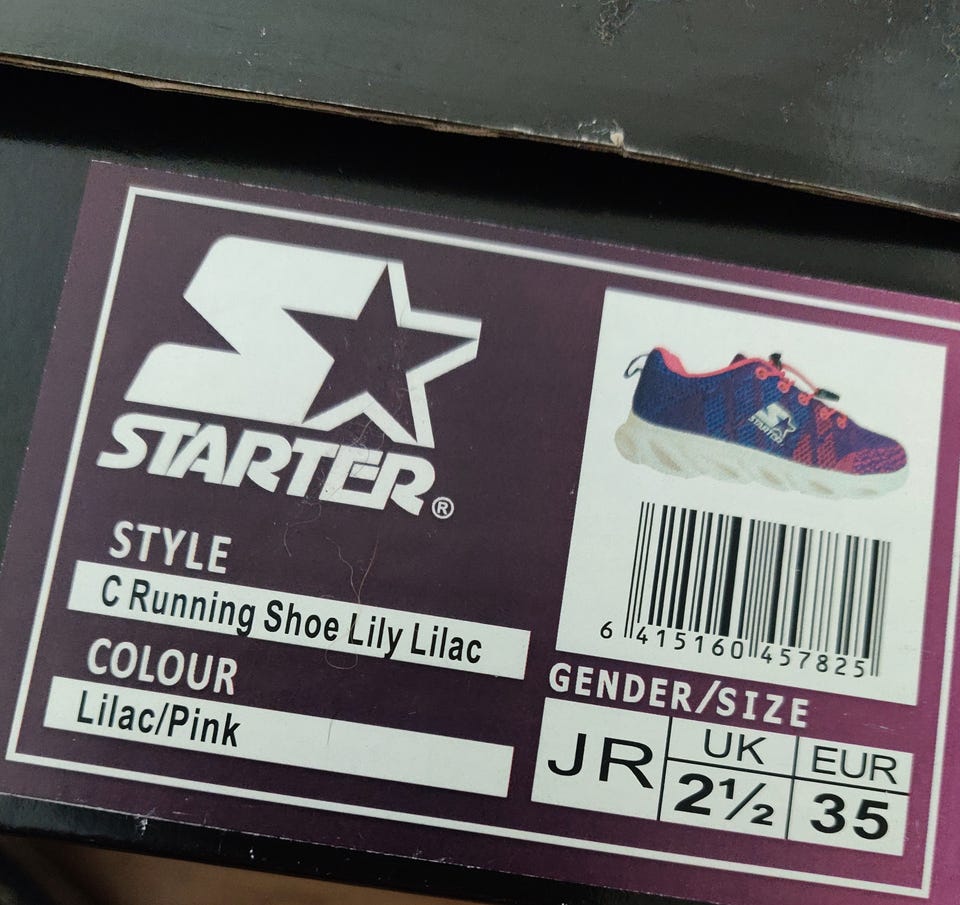 STARTER®
STYLE
C Running Shoe Lily Lilac
COLOUR
Lilac/Pink
STARTER
6 415160 457825
GENDER/SIZE
JR UK EUR
2½ 35